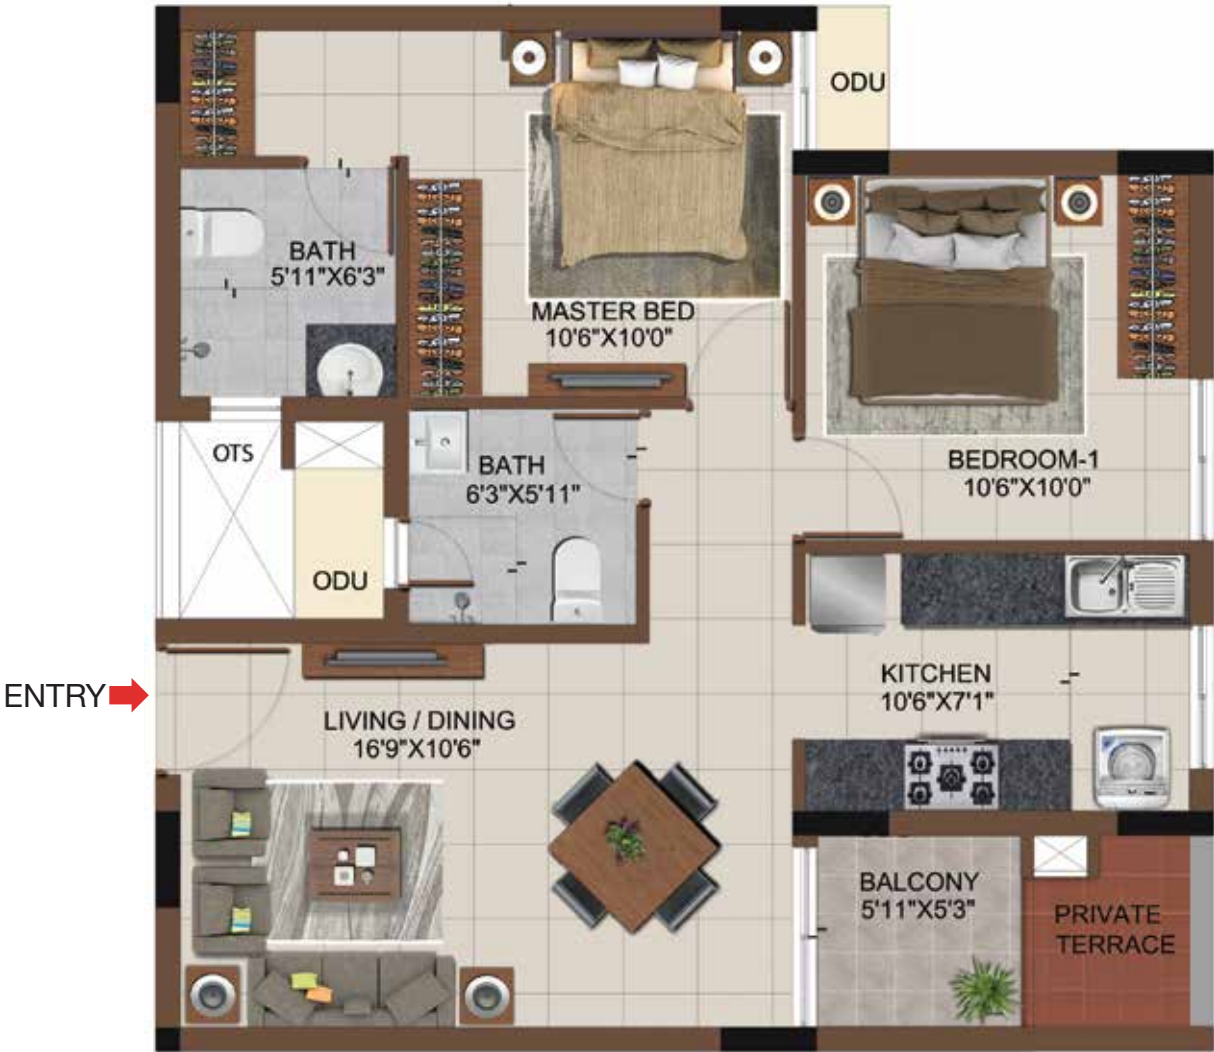 ODU
BATH
5'11"X6'3"
MASTER BED
10'6"X10'0"
OTS
BATH
6'3"X5'11"
BEDROOM-1
10'6"X10'0"
ODU
ENTRY
LIVING / DINING
16'9"X10'6"
KITCHEN
10'6"X7'1"
BALCONY
5'11"X5'3"
PRIVATE
TERRACE